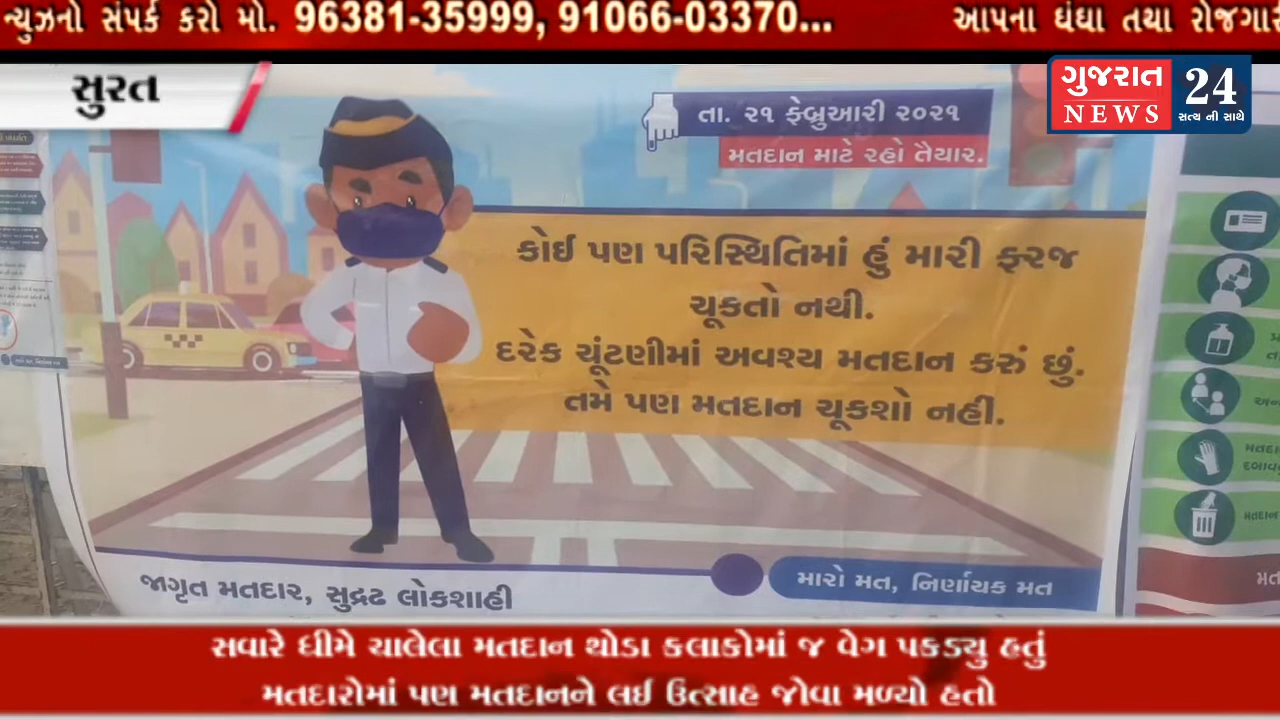 ન્યુઝનો સંપર્ક કરો મો. 96381-35999, 91066-03370... આપના ધંધા તથા રોજગાર
સુરત
ગુજરાત
NEWS
24
સત્ય ની સાથે
તા. ૨૧ ફેબ્રુઆરી ૨૦૨૧
મતદાન માટે રહો તૈયાર.
કોઈ પણ પરિસ્થિતિમાં હું મારી ફરજ
ચૂકતો નથી.
દરેક ચૂંટણીમાં અવશ્ય મતદાન કરું છું.
તમે પણ મતદાન ચૂકશો નહી.
જાગૃત મતદાર, સુદ્રઢ લોકશાહી
મારો મત, નિર્ણાયક મત
સવારે ધીમે ચાલેલા મતદાન થોડા કલાકોમાં જ વેગ પકડ્યુ હતું
મતદારોમાં પણ મતદાનને લઈ ઉત્સાહ જોવા મળ્યો હતો